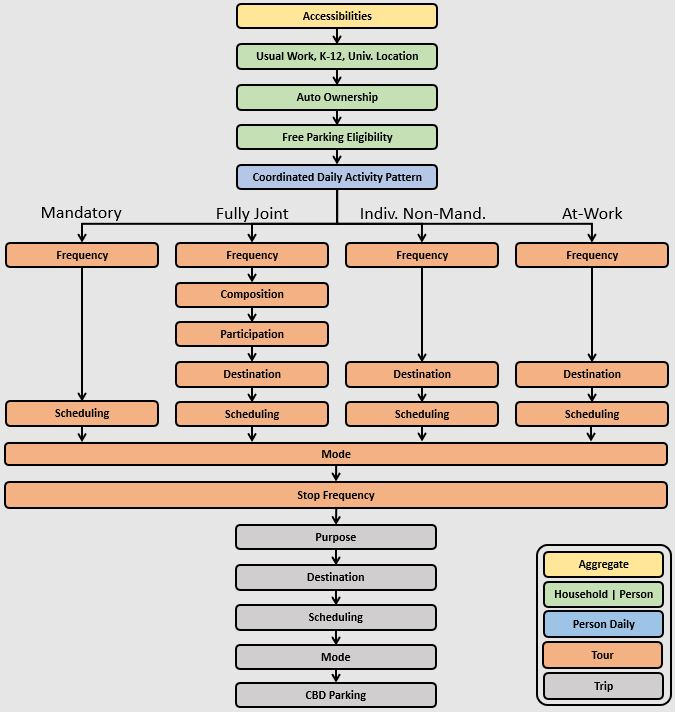 Accessibilities
Usual Work, K-12, Univ. Location
Auto Ownership
Free Parking Eligibility
Coordinated Daily Activity Pattern
Mandatory
Fully Joint
Indiv. Non-Mand.
At-Work
Frequency
Frequency
Frequency
Frequency
Composition
Participation
Destination
Destination
Destination
Scheduling
Scheduling
Scheduling
Scheduling
Mode
Stop Frequency
Purpose
Destination
Scheduling
Mode
CBD Parking
Aggregate
Household | Person
Person Daily
Tour
Trip